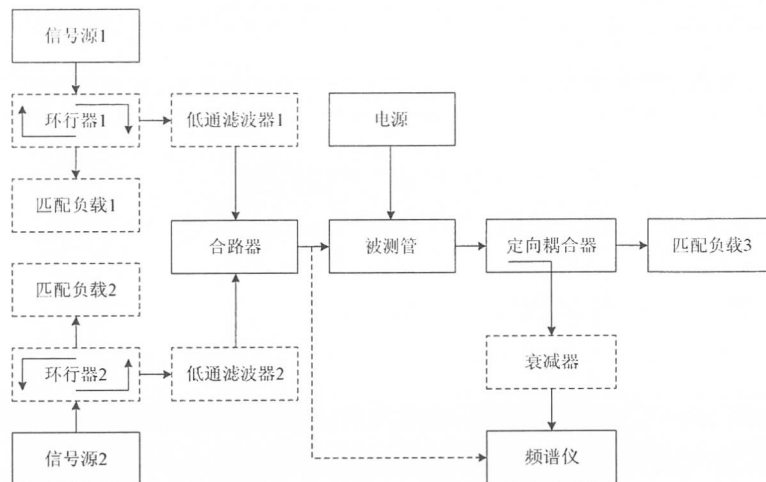 信号源1
环行器1
低通滤波器1
电源
匹配负载1
合路器
被测管
定向耦合器
匹配负载3
匹配负载2
环行器2
低通滤波器2
衰减器
信号源2
频谱仪